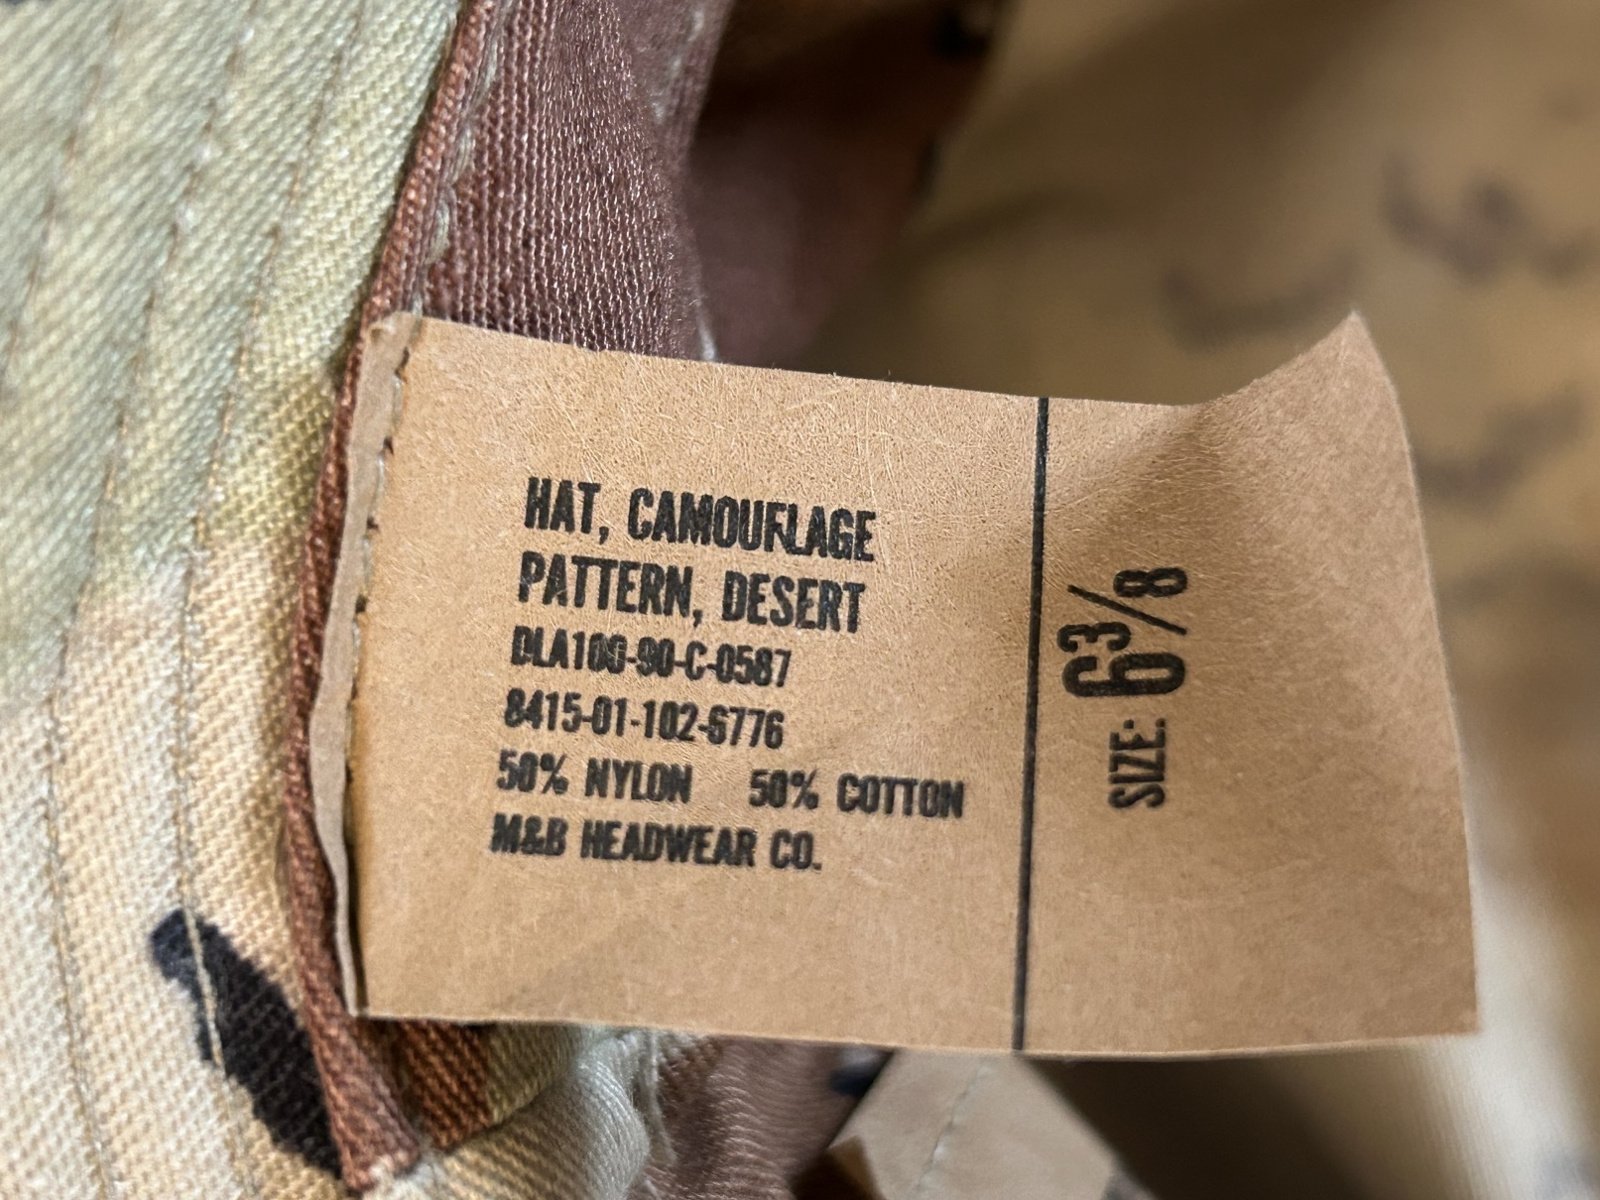 HAT, CAMOUFLAGE
PATTERN, DESERT
DLA100-90-C-0587
8415-01-102-6776
50% NYLON 50% COTTON
M&B HEADWEAR CO.
SIZE: 6 3/8